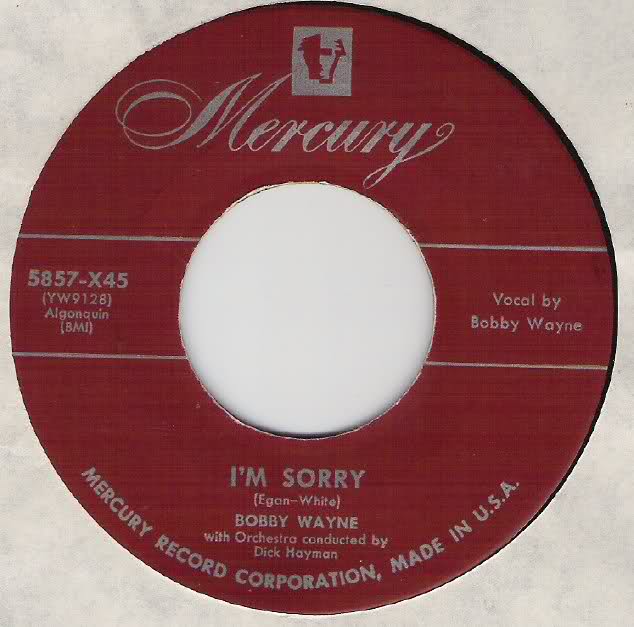 Mercury
5857-X45
(YW9128)
Algonquin
(BMI)
Vocal by
Bobby Wayne
I'M SORRY
(Egan-White)
BOBBY WAYNE
with Orchestra conducted by
Dick Hayman
MERCURY RECORD CORPORATION, MADE IN U.S.A.